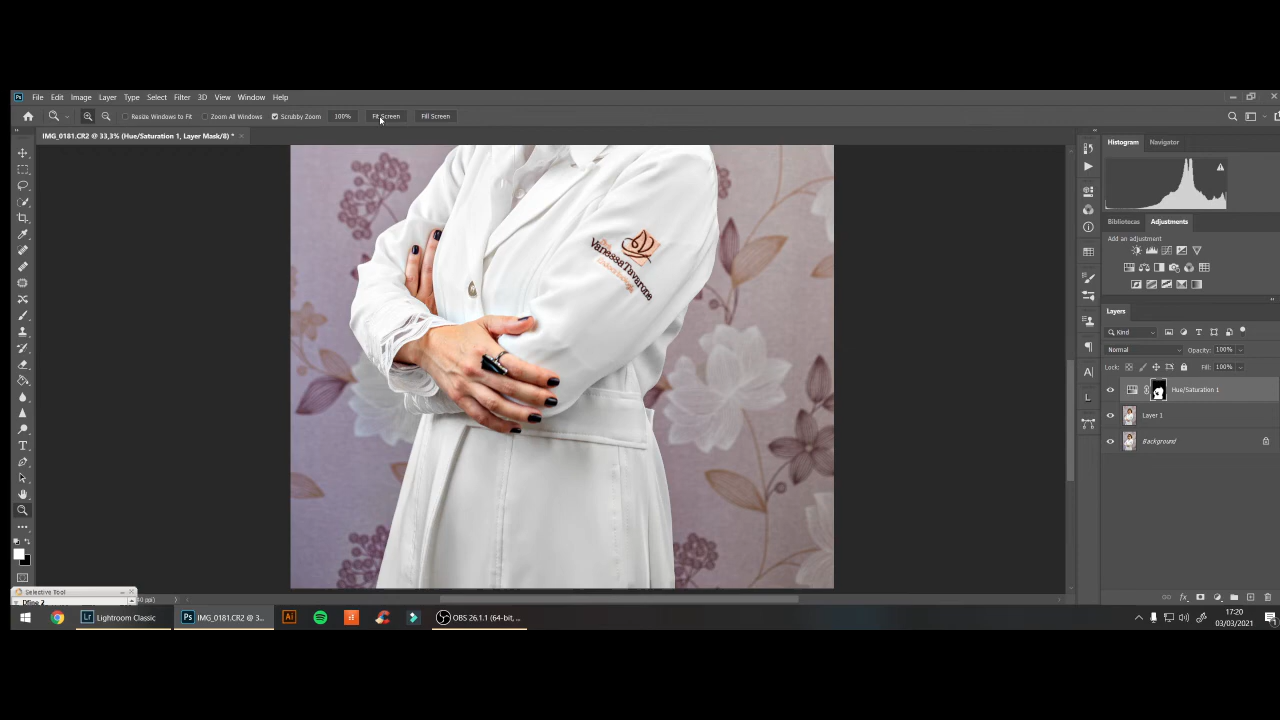 File Edit Image Layer Type Select Filter 3D View Window Help
Resize Windows to Fit Zoom All Windows Scrubby Zoom 100% Fit Screen Fill Screen
IMG_0181.CR2 @ 33,3% (Hue/Saturation 1, Layer Mask/8) *
Histogram Navigator
Bibliotecas Adjustments
Add an adjustment
Layers
Kind
Normal Opacity: 100%
Lock: Fill: 100%
Hue/Saturation 1
Layer 1
Background
VanessaTavarone
Selective Tool
Dfine 2
Lightroom Classic
IMG_0181.CR2 @ 3...
OBS 26.1.1 (64-bit, ...
17:20
03/03/2021